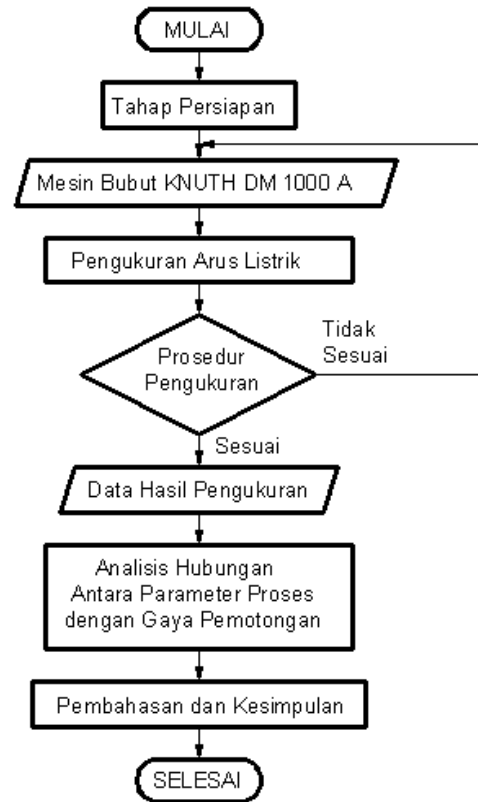 MULAI
Tahap Persiapan
Mesin Bubut KNUTH DM 1000 A
Pengukuran Arus Listrik
Prosedur
Pengukuran
Tidak
Sesuai
Sesuai
Data Hasil Pengukuran
Analisis Hubungan
Antara Parameter Proses
dengan Gaya Pemotongan
Pembahasan dan Kesimpulan
SELESAI